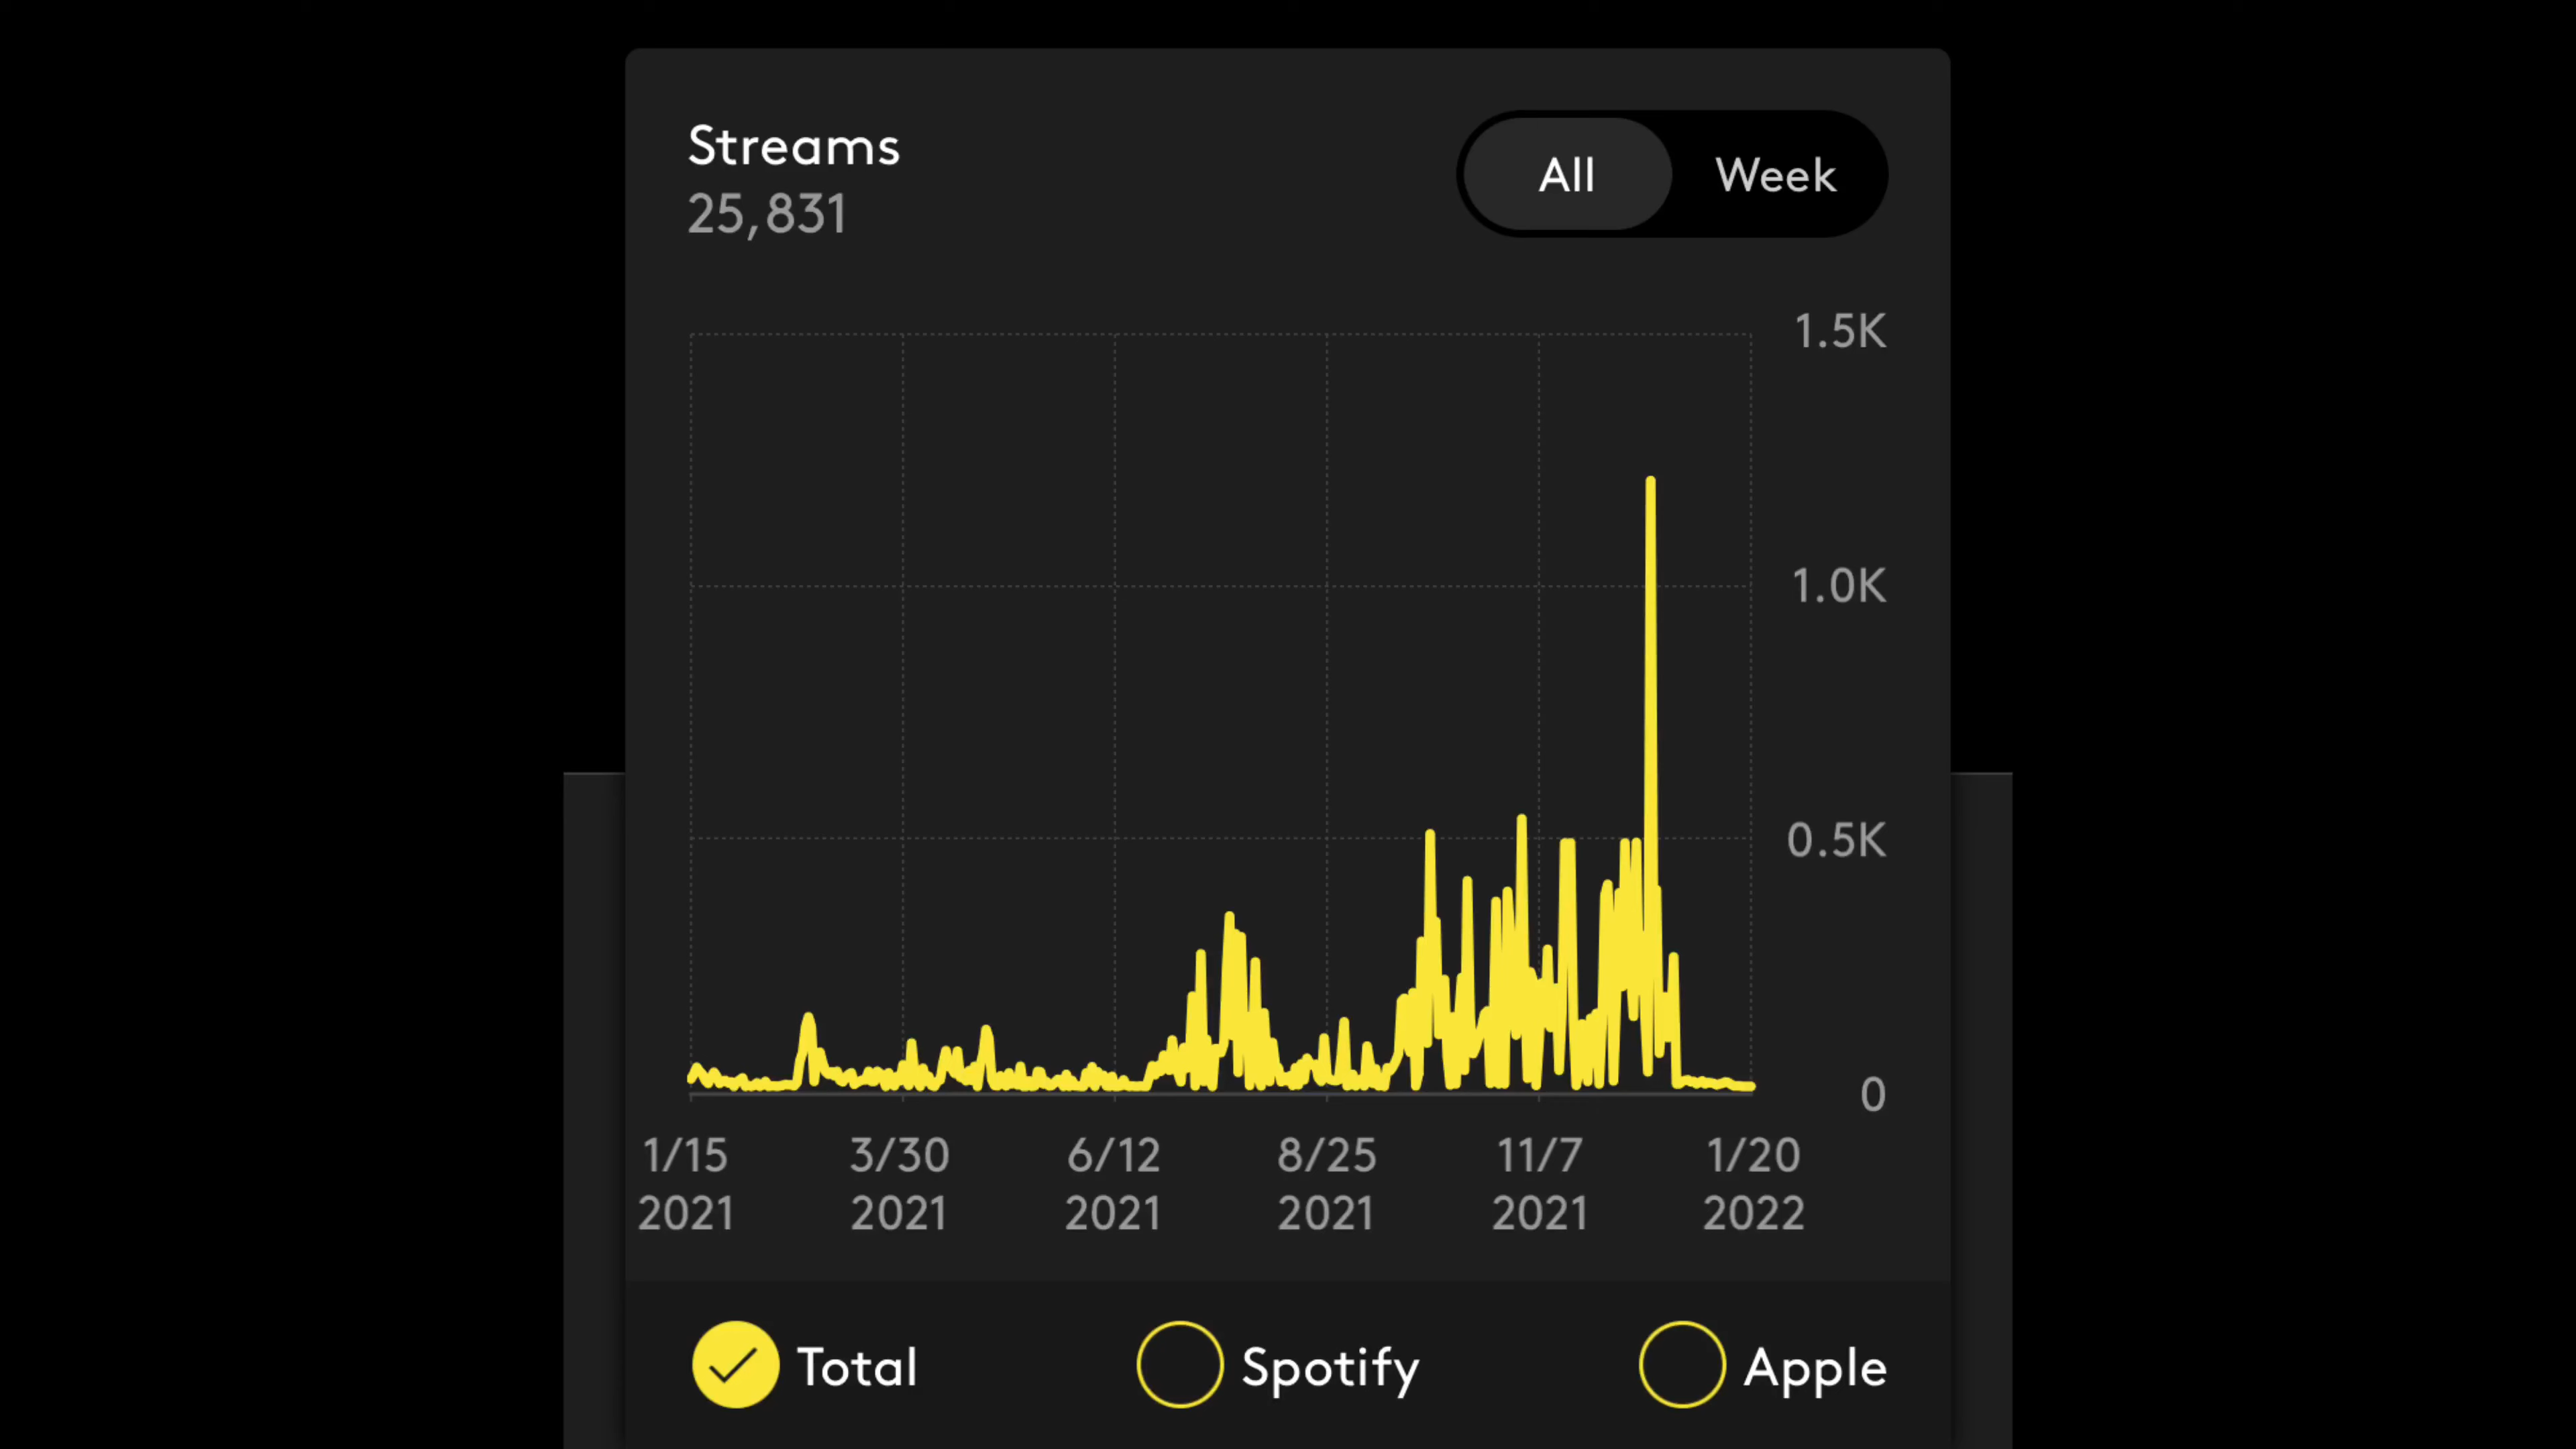 Streams
25,831
All Week
1.5K
1.0K
0.5K
0
1/15 3/30 6/12 8/25 11/7 1/20
2021 2021 2021 2021 2021 2022
Total Spotify Apple